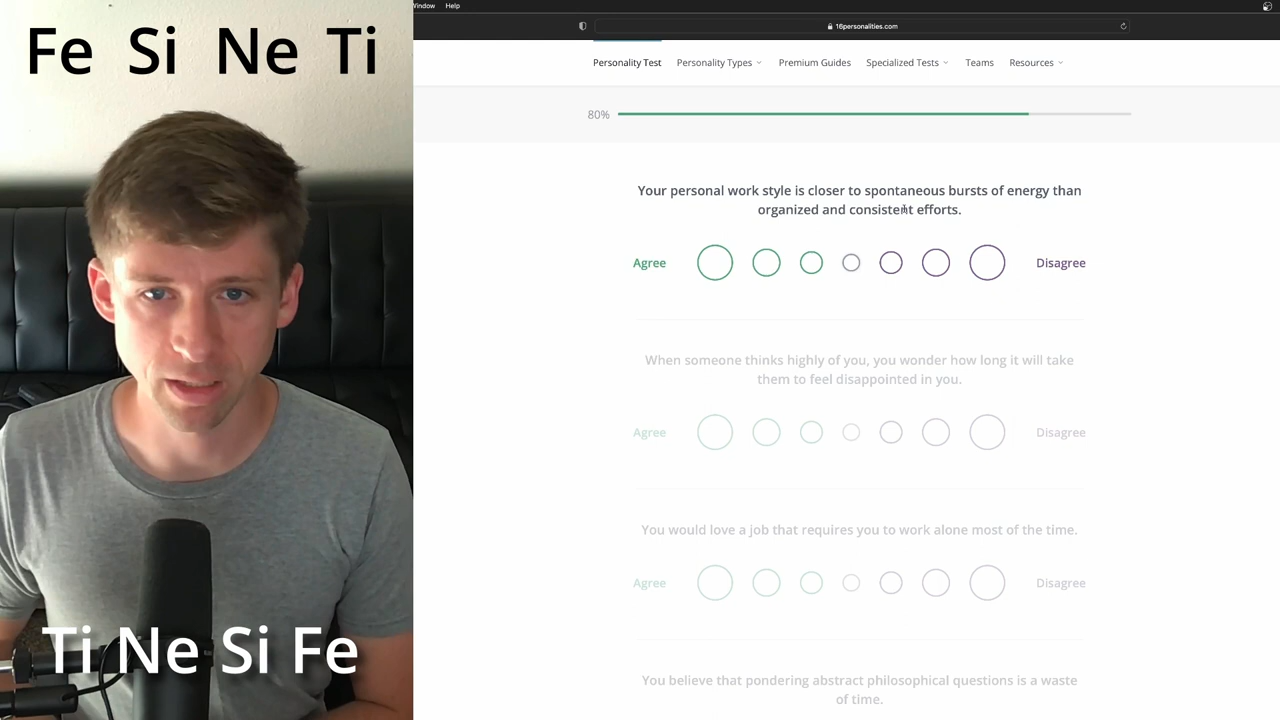 Fe Si Ne Ti
Ti Ne Si Fe
Window Help
16personalities.com
Personality Test Personality Types Premium Guides Specialized Tests Teams Resources
80%
Your personal work style is closer to spontaneous bursts of energy than
organized and consistent efforts.
Agree Disagree
When someone thinks highly of you, you wonder how long it will take
them to feel disappointed in you.
Agree Disagree
You would love a job that requires you to work alone most of the time.
Agree Disagree
You believe that pondering abstract philosophical questions is a waste
of time.